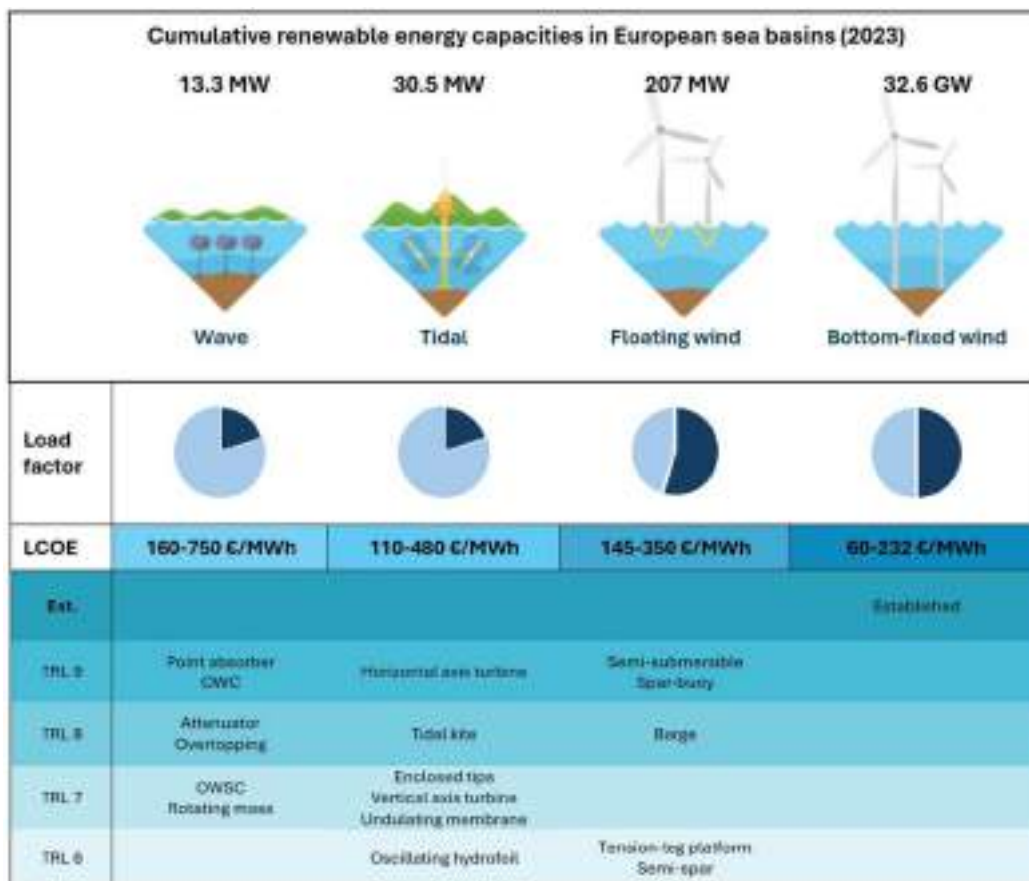 Cumulative renewable energy capacities in European sea basins (2023)
13.3 MW 30.5 MW 207 MW 32.6 GW
Wave Tidal Floating wind Bottom-fixed wind
Load
factor
LCOE 160-750 €/MWh 110-480 €/MWh 145-350 €/MWh 60-232 €/MWh
Est. Established
TRL 9 Point absorber Horizontal axis turbine Semi-submersible
OWC Spar-buoy
TRL 8 Attenuator Tidal kite Barge
Overtopping
TRL 7 OWSC Enclosed tips
Rotating mass Vertical axis turbine
Undulating membrane
TRL 6 Oscillating hydrofoil Tension-leg platform
Semi-spar